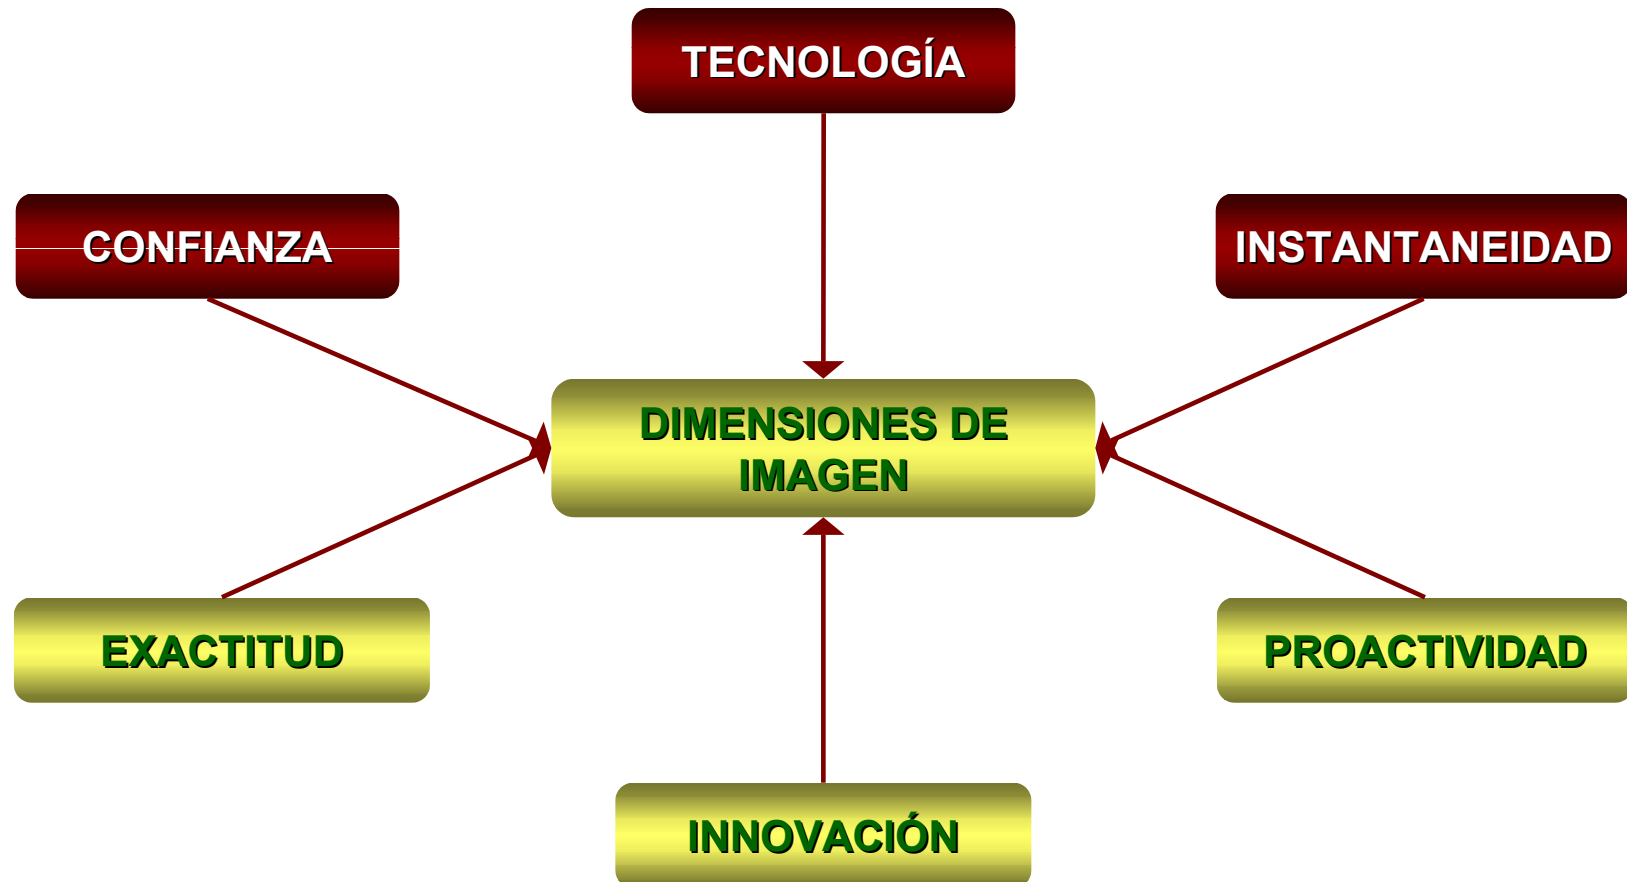 TECNOLOGÍA
CONFIANZA
INSTANTANEIDAD
DIMENSIONES DE
IMAGEN
EXACTITUD
PROACTIVIDAD
INNOVACIÓN